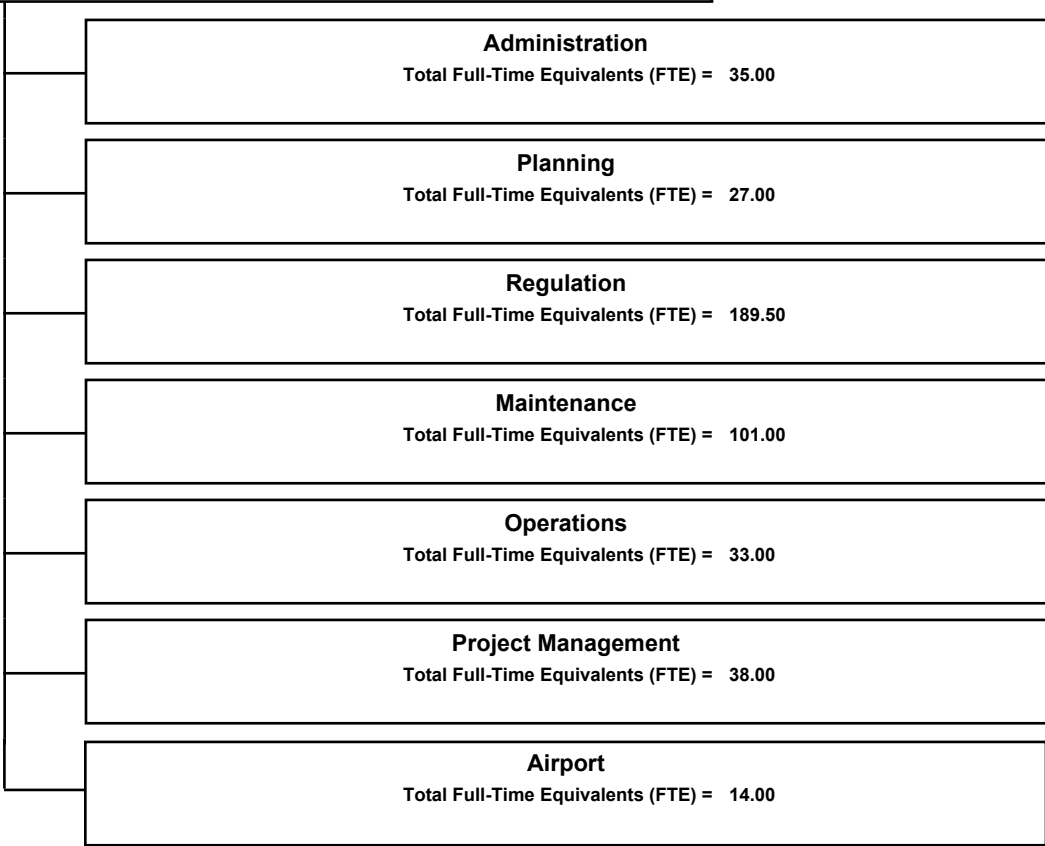 Administration
Total Full-Time Equivalents (FTE) = 35.00
Planning
Total Full-Time Equivalents (FTE) = 27.00
Regulation
Total Full-Time Equivalents (FTE) = 189.50
Maintenance
Total Full-Time Equivalents (FTE) = 101.00
Operations
Total Full-Time Equivalents (FTE) = 33.00
Project Management
Total Full-Time Equivalents (FTE) = 38.00
Airport
Total Full-Time Equivalents (FTE) = 14.00